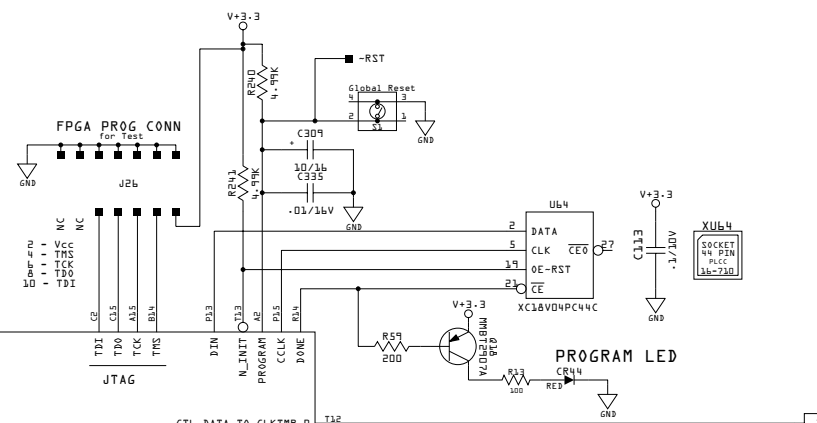 V+3.3
~RST
R240
4.99K
Global Reset
4
3
2
1
S1
GND
FPGA PROG CONN
for Test
C309
+
10/16
C335
.01/16V
GND
GND
J26
R241
4.99K
NC
NC
2 - Vcc
4 - TMS
6 - TCK
8 - TDO
10 - TDI
U64
2
DATA
5
CLK
CEO
27
19
OE-RST
21
CE
XC18V04PC44C
V+3.3
C113
.1/10V
GND
XU64
SOCKET
44 PIN
PLCC
16-710
C2
C15
A15
B14
P13
T13
A2
P15
R14
TDI
TDO
TCK
TMS
DIN
N_INIT
PROGRAM
CCLK
DONE
JTAG
R59
200
V+3.3
Q18
MMBT2907A
PROGRAM LED
R13
100
CR44
RED
GND
T12